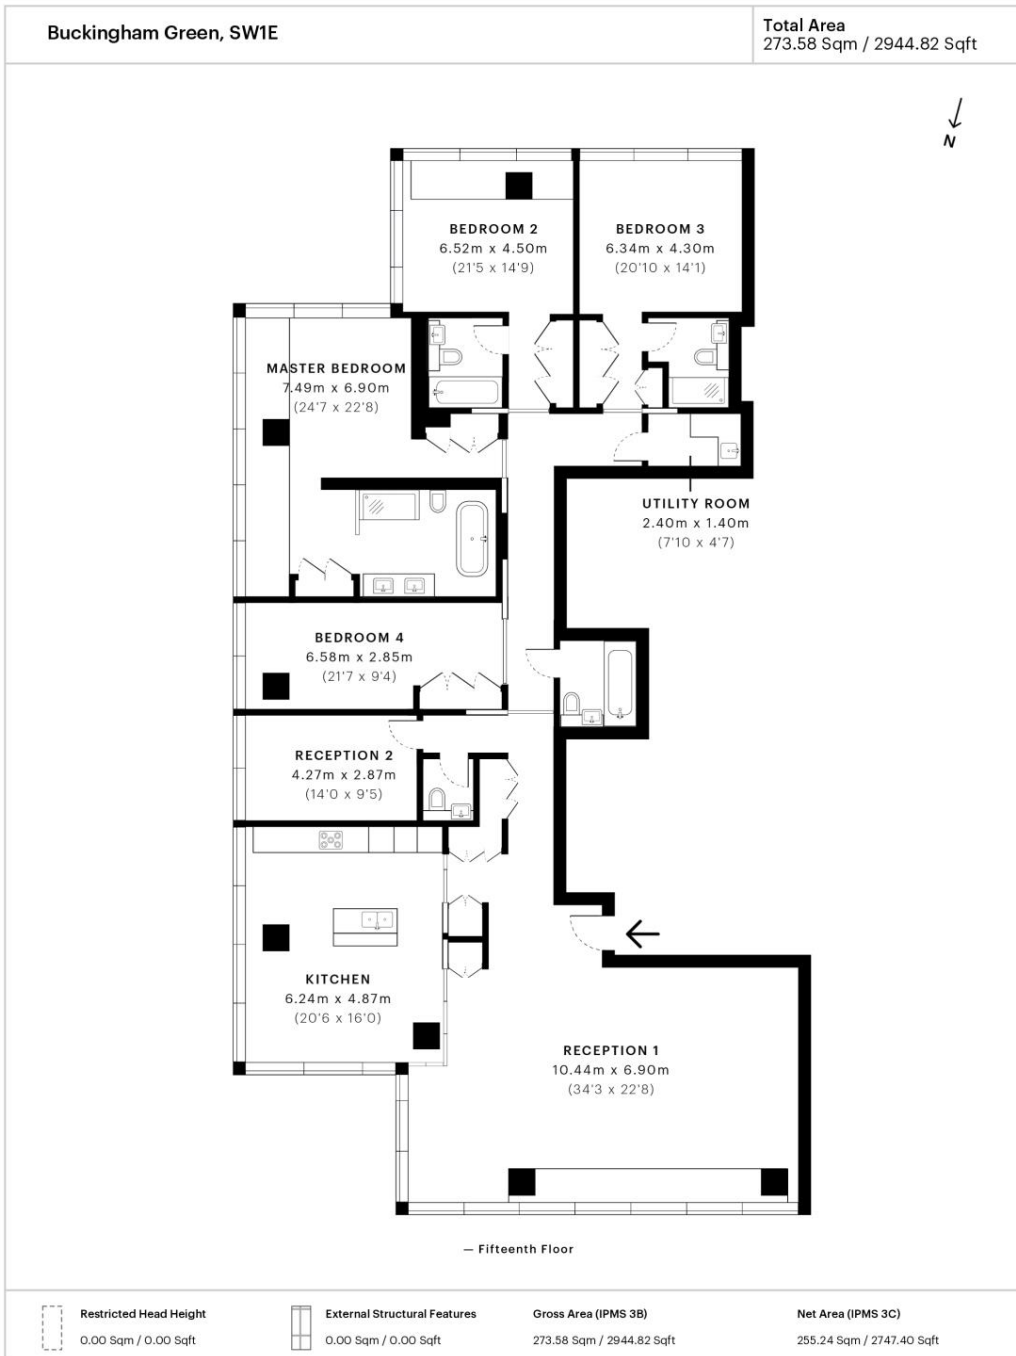 Buckingham Green, SW1E
Total Area
273.58 Sqm / 2944.82 Sqft
N
BEDROOM 2
6.52m x 4.50m
(21'5 x 14'9)
BEDROOM 3
6.34m x 4.30m
(20'10 x 14'1)
MASTER BEDROOM
7.49m x 6.90m
(24'7 x 22'8)
UTILITY ROOM
2.40m x 1.40m
(7'10 x 4'7)
BEDROOM 4
6.58m x 2.85m
(21'7 x 9'4)
RECEPTION 2
4.27m x 2.87m
(14'0 x 9'5)
KITCHEN
6.24m x 4.87m
(20'6 x 16'0)
RECEPTION 1
10.44m x 6.90m
(34'3 x 22'8)
— Fifteenth Floor
Restricted Head Height
0.00 Sqm / 0.00 Sqft
External Structural Features
0.00 Sqm / 0.00 Sqft
Gross Area (IPMS 3B)
273.58 Sqm / 2944.82 Sqft
Net Area (IPMS 3C)
255.24 Sqm / 2747.40 Sqft